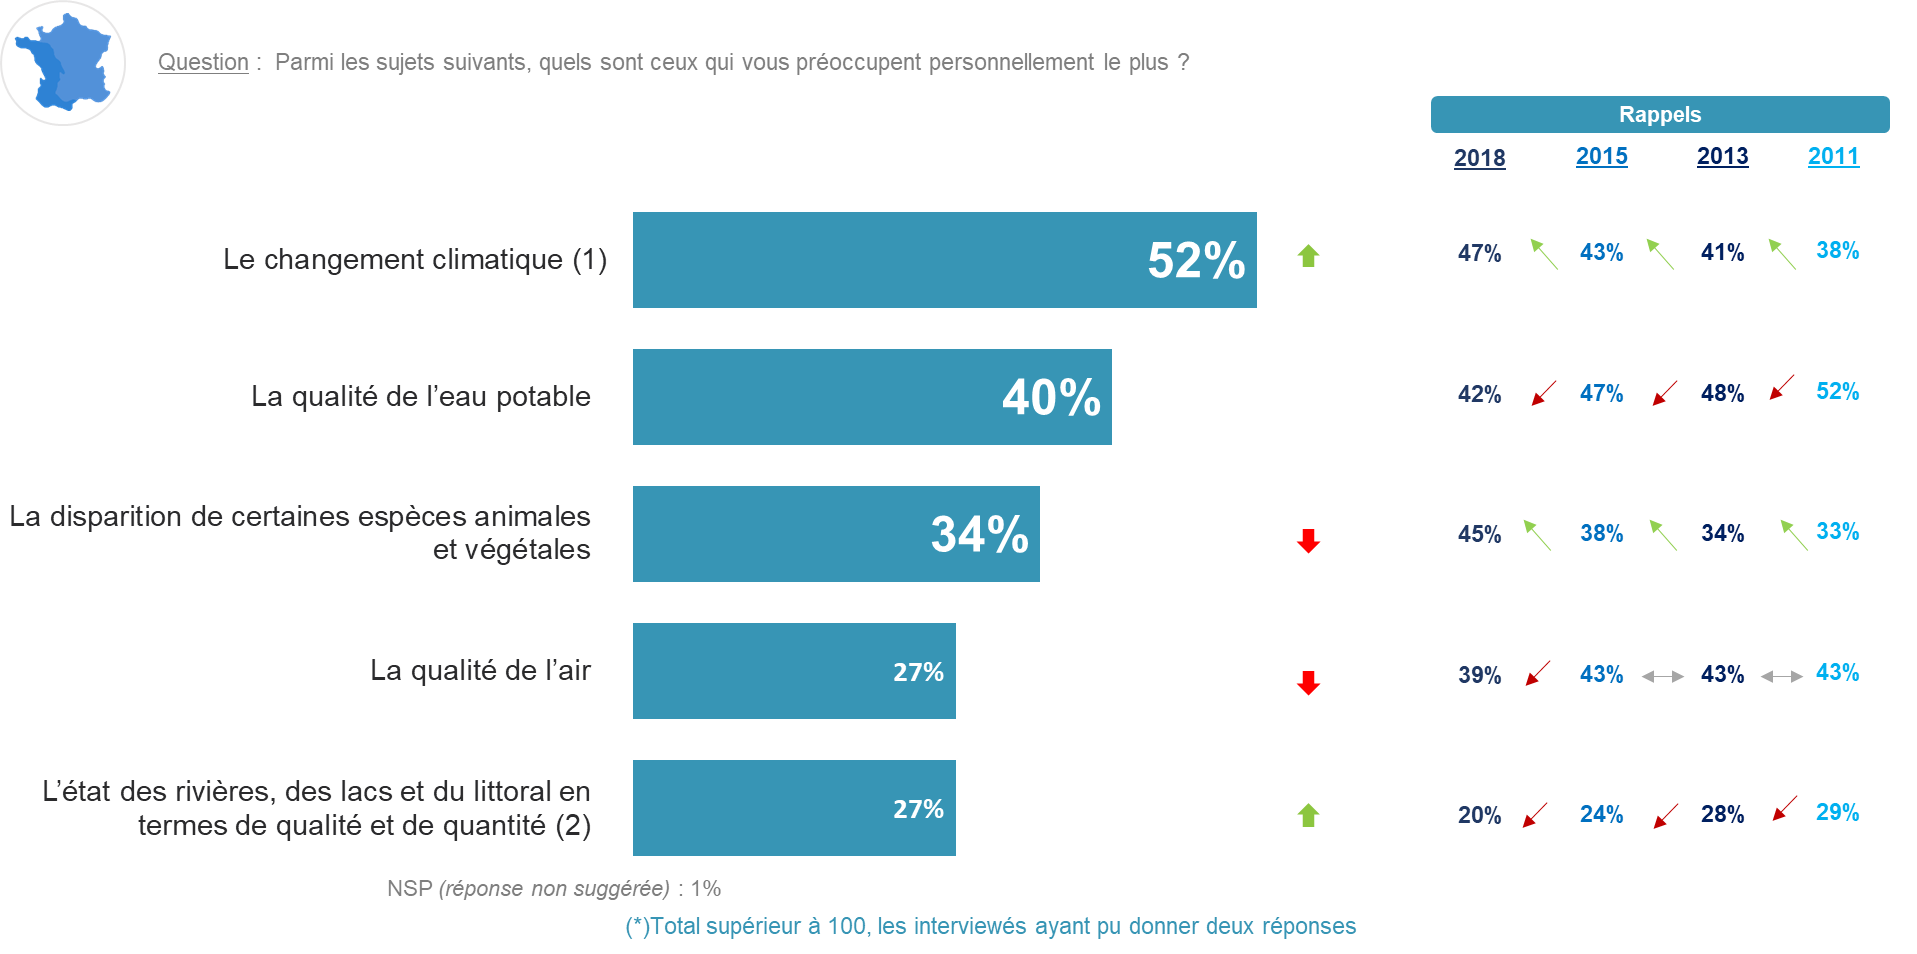 Question :  Parmi les sujets suivants, quels sont ceux qui vous préoccupent personnellement le plus ?
Rappels
2018 2015 2013 2011
Le changement climatique (1) 52% 47% 43% 41% 38%
La qualité de l’eau potable 40% 42% 47% 48% 52%
La disparition de certaines espèces animales
et végétales 34% 45% 38% 34% 33%
La qualité de l’air 27% 39% 43% 43% 43%
L’état des rivières, des lacs et du littoral en
termes de qualité et de quantité (2) 27% 20% 24% 28% 29%
NSP (réponse non suggérée) : 1%
(*)Total supérieur à 100, les interviewés ayant pu donner deux réponses